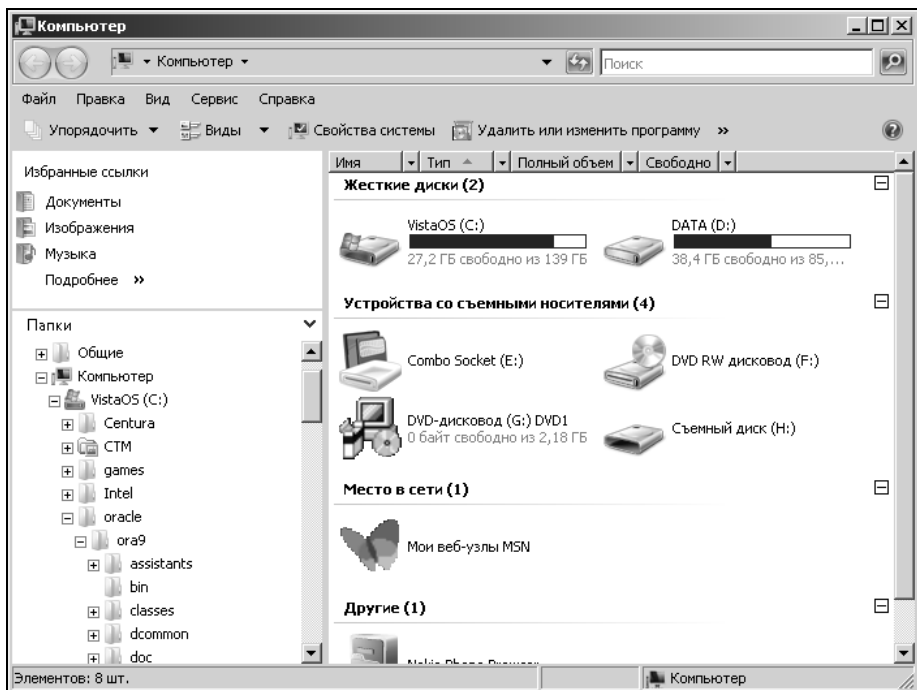 Компьютер
Компьютер
Поиск
Файл Правка Вид Сервис Справка
Упорядочить Виды Свойства системы Удалить или изменить программу »
Избранные ссылки
Документы
Изображения
Музыка
Подробнее »
Папки
Общие
Компьютер
VistaOS (C:)
Centura
CTM
games
Intel
oracle
ora9
assistants
bin
classes
dcommon
doc
Имя Тип Полный объем Свободно
Жесткие диски (2)
VistaOS (C:)
27,2 ГБ свободно из 139 ГБ
DATA (D:)
38,4 ГБ свободно из 85,...
Устройства со съемными носителями (4)
Combo Socket (E:)
DVD RW дисковод (F:)
DVD-дисковод (G:) DVD1
0 байт свободно из 2,18 ГБ
Съемный диск (H:)
Место в сети (1)
Мои веб-узлы MSN
Другие (1)
Nokia Phone Browser
Элементов: 8 шт.
Компьютер